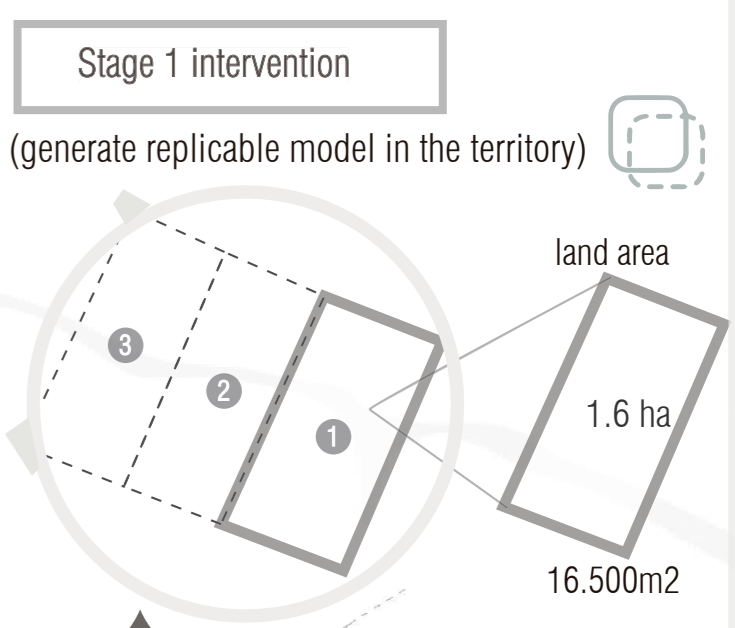 Stage 1 intervention
(generate replicable model in the territory)
land area
3
2
1
1.6 ha
16.500m2